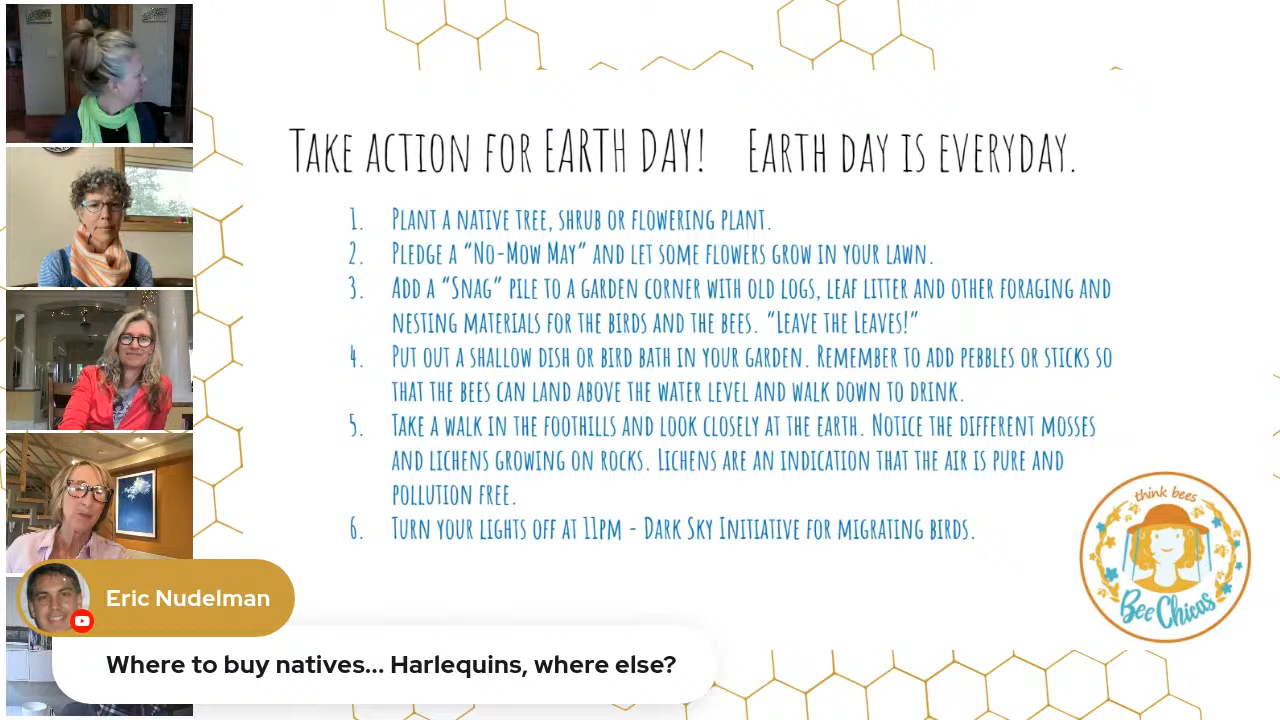 Take action for EARTH DAY! Earth day is everyday.
1. Plant a native tree, shrub or flowering plant.
2. Pledge a “No-Mow May” and let some flowers grow in your lawn.
3. Add a “Snag” pile to a garden corner with old logs, leaf litter and other foraging and
nesting materials for the birds and the bees. “Leave the Leaves!”
4. Put out a shallow dish or bird bath in your garden. Remember to add pebbles or sticks so
that the bees can land above the water level and walk down to drink.
5. Take a walk in the foothills and look closely at the earth. Notice the different mosses
and lichens growing on rocks. Lichens are an indication that the air is pure and
pollution free.
6. Turn your lights off at 11pm - Dark Sky Initiative for migrating birds.
think bees
Bee Chicas
Eric Nudelman
Where to buy natives... Harlequins, where else?